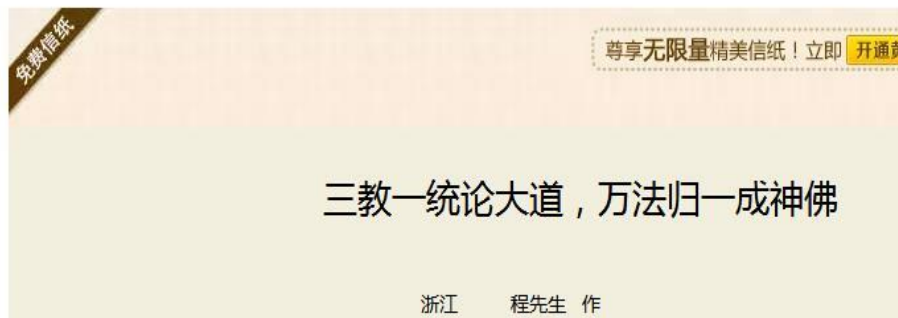 免费信纸
尊享无限量精美信纸！立即 开通
三教一统论大道，万法归一成神佛
浙江 程先生 作